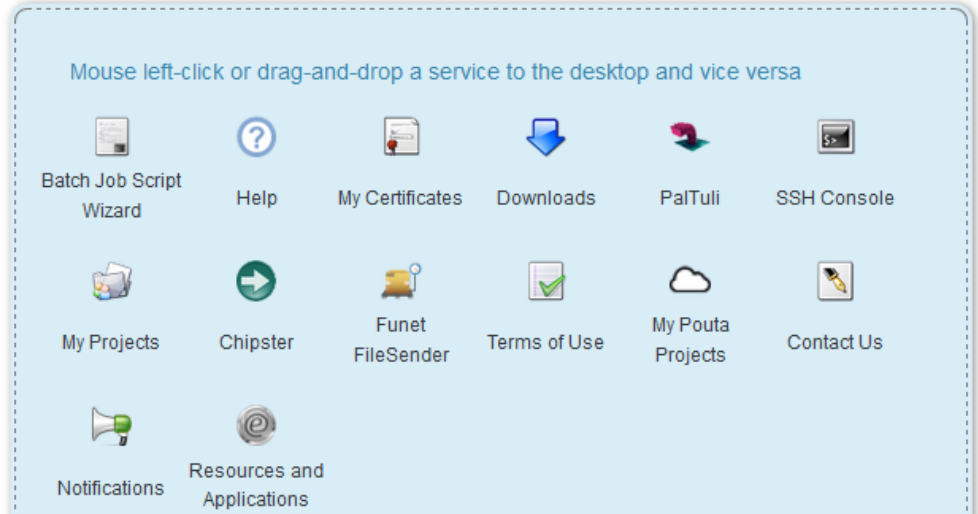 Mouse left-click or drag-and-drop a service to the desktop and vice versa
Batch Job Script
Wizard
Help
My Certificates
Downloads
PalTuli
SSH Console
My Projects
Chipster
Funet
FileSender
Terms of Use
My Pouta
Projects
Contact Us
Notifications
Resources and
Applications